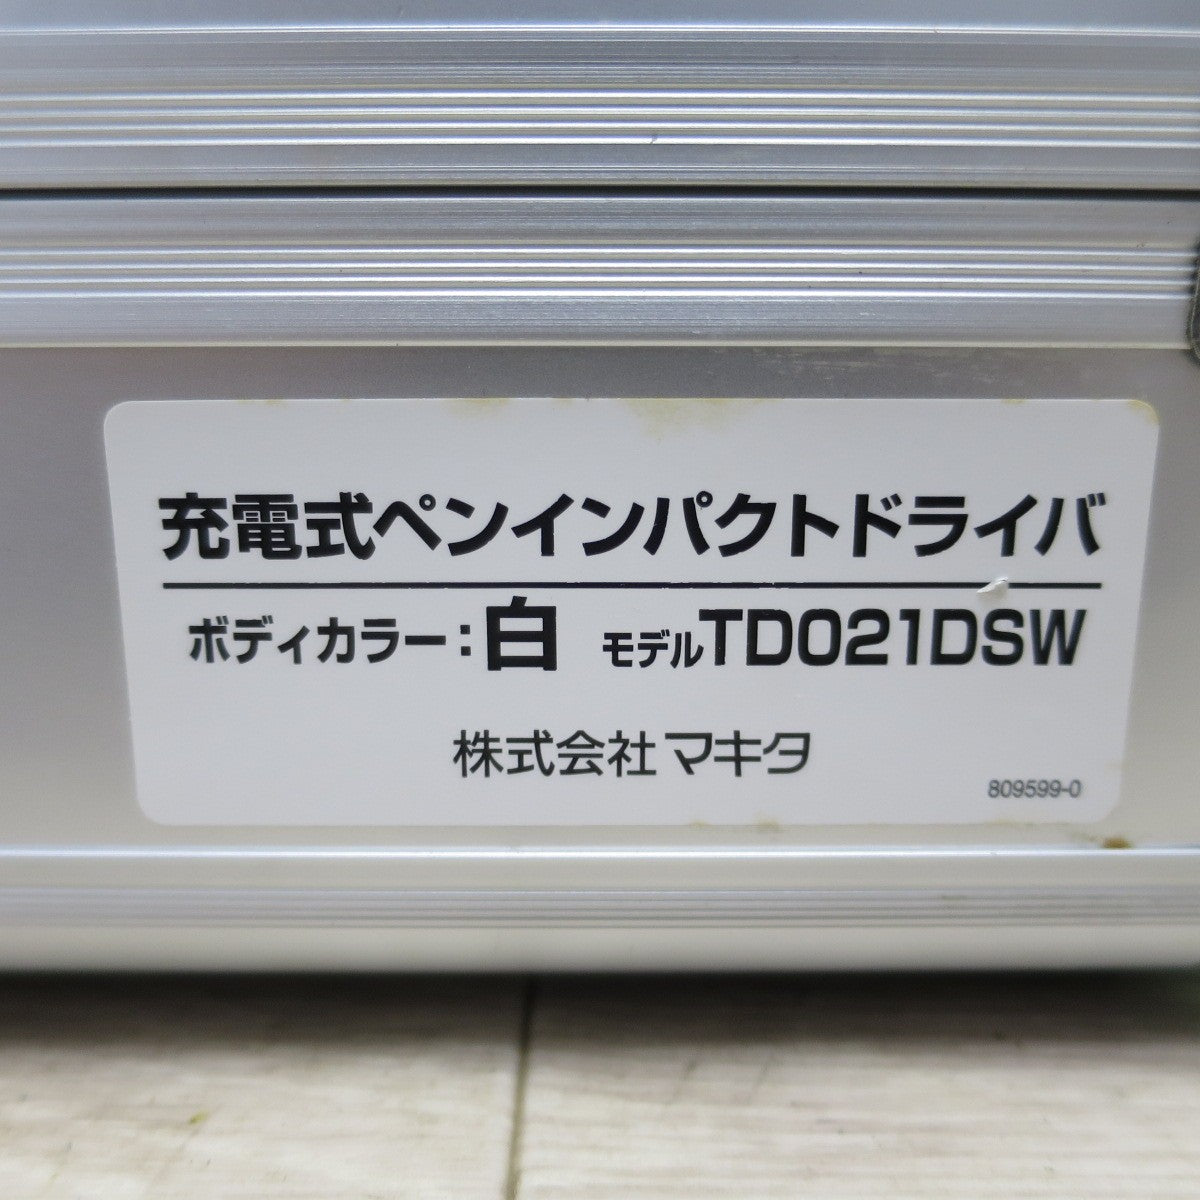 充電式ペンインパクトドライバ
ボディカラー:白 モデルTD021DSW
株式会社マキタ
809599-0